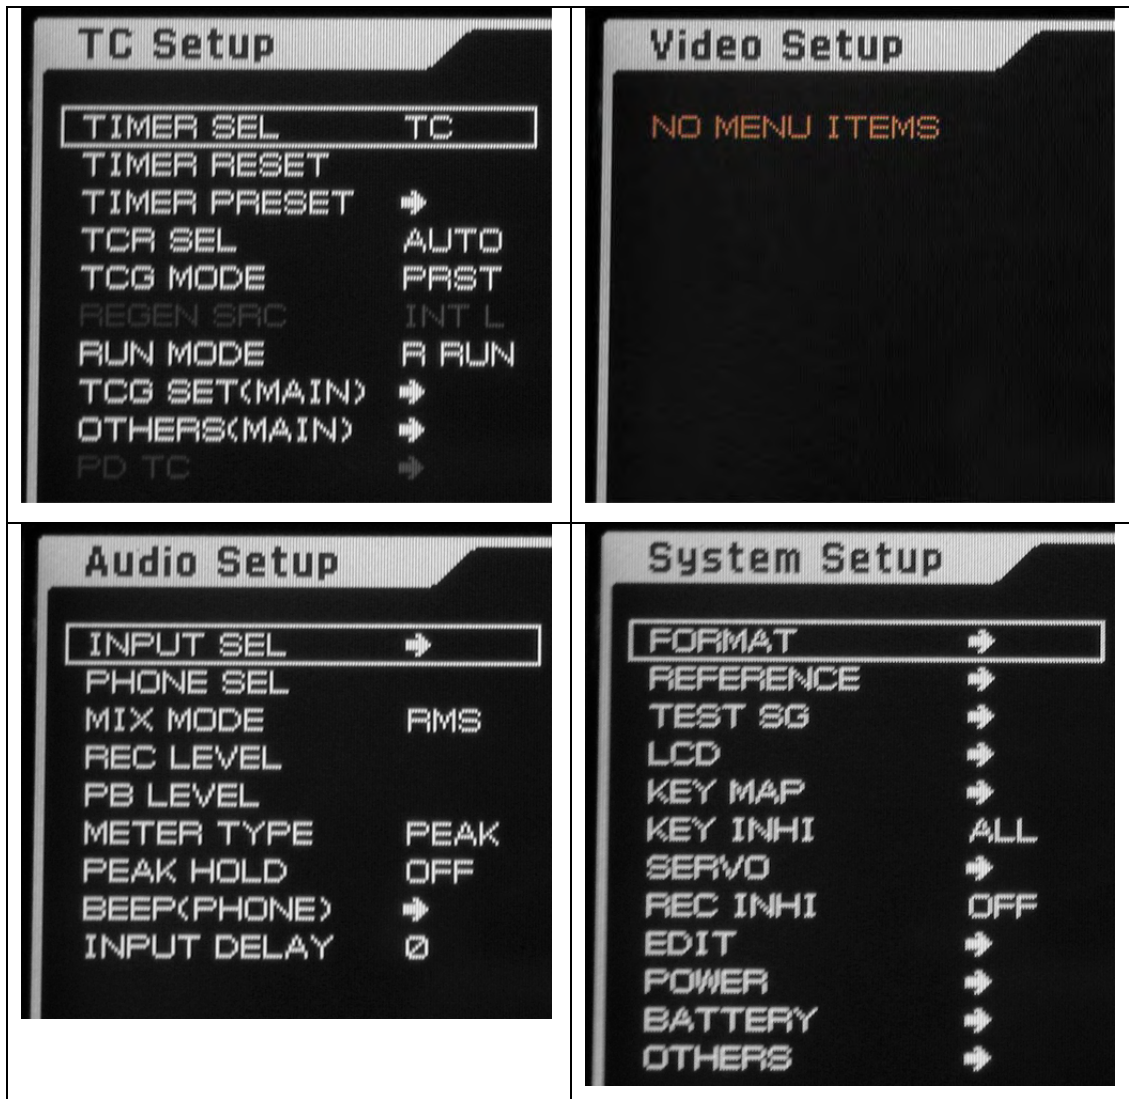 TC Setup
TIMER SEL TC
TIMER RESET
TIMER PRESET
TCR SEL AUTO
TCG MODE PRST
REGEN SRC INT L
RUN MODE R RUN
TCG SET(MAIN)
OTHERS(MAIN)
PD TC
Video Setup
NO MENU ITEMS
Audio Setup
INPUT SEL
PHONE SEL
MIX MODE RMS
REC LEVEL
PB LEVEL
METER TYPE PEAK
PEAK HOLD OFF
BEEP(PHONE)
INPUT DELAY 0
System Setup
FORMAT
REFERENCE
TEST SG
LCD
KEY MAP
KEY INHI ALL
SERVO
REC INHI OFF
EDIT
POWER
BATTERY
OTHERS